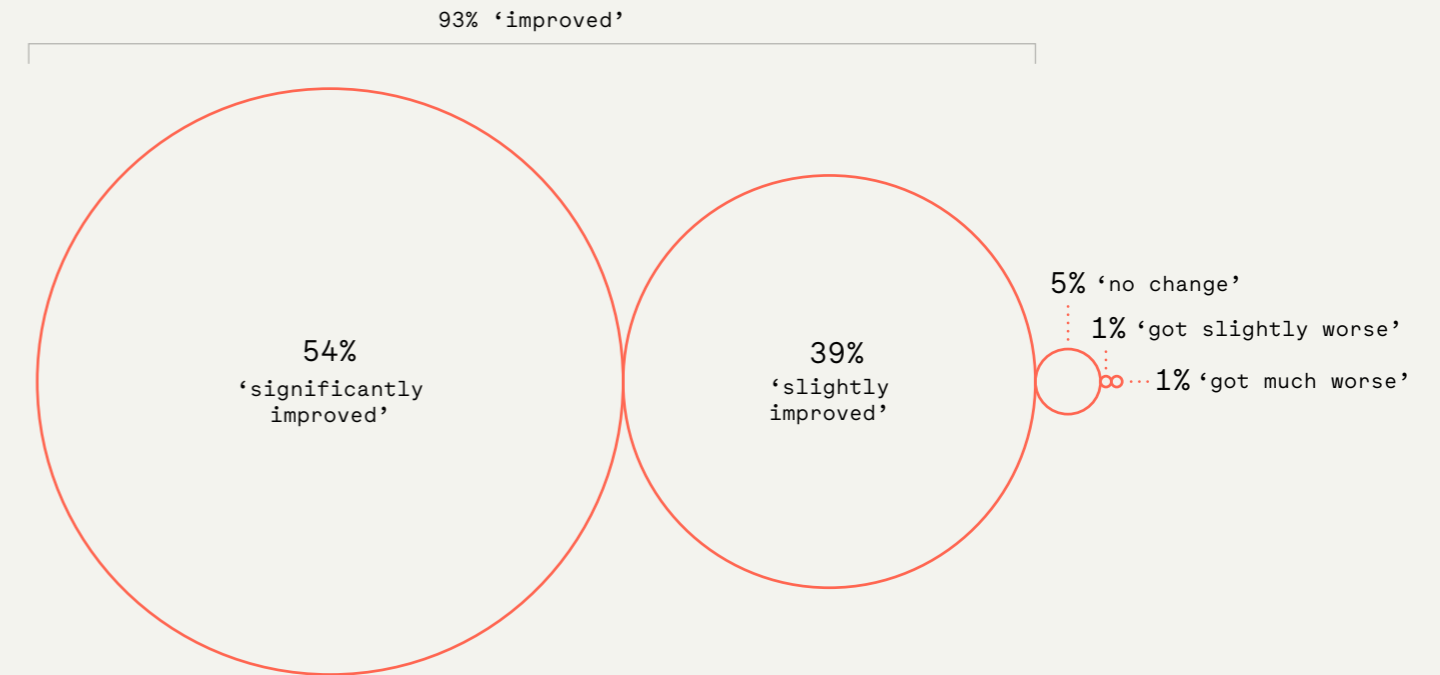 93% ‘improved’
54%
‘significantly
improved’
39%
‘slightly
improved’
5% ‘no change’
1% ‘got slightly worse’
1% ‘got much worse’